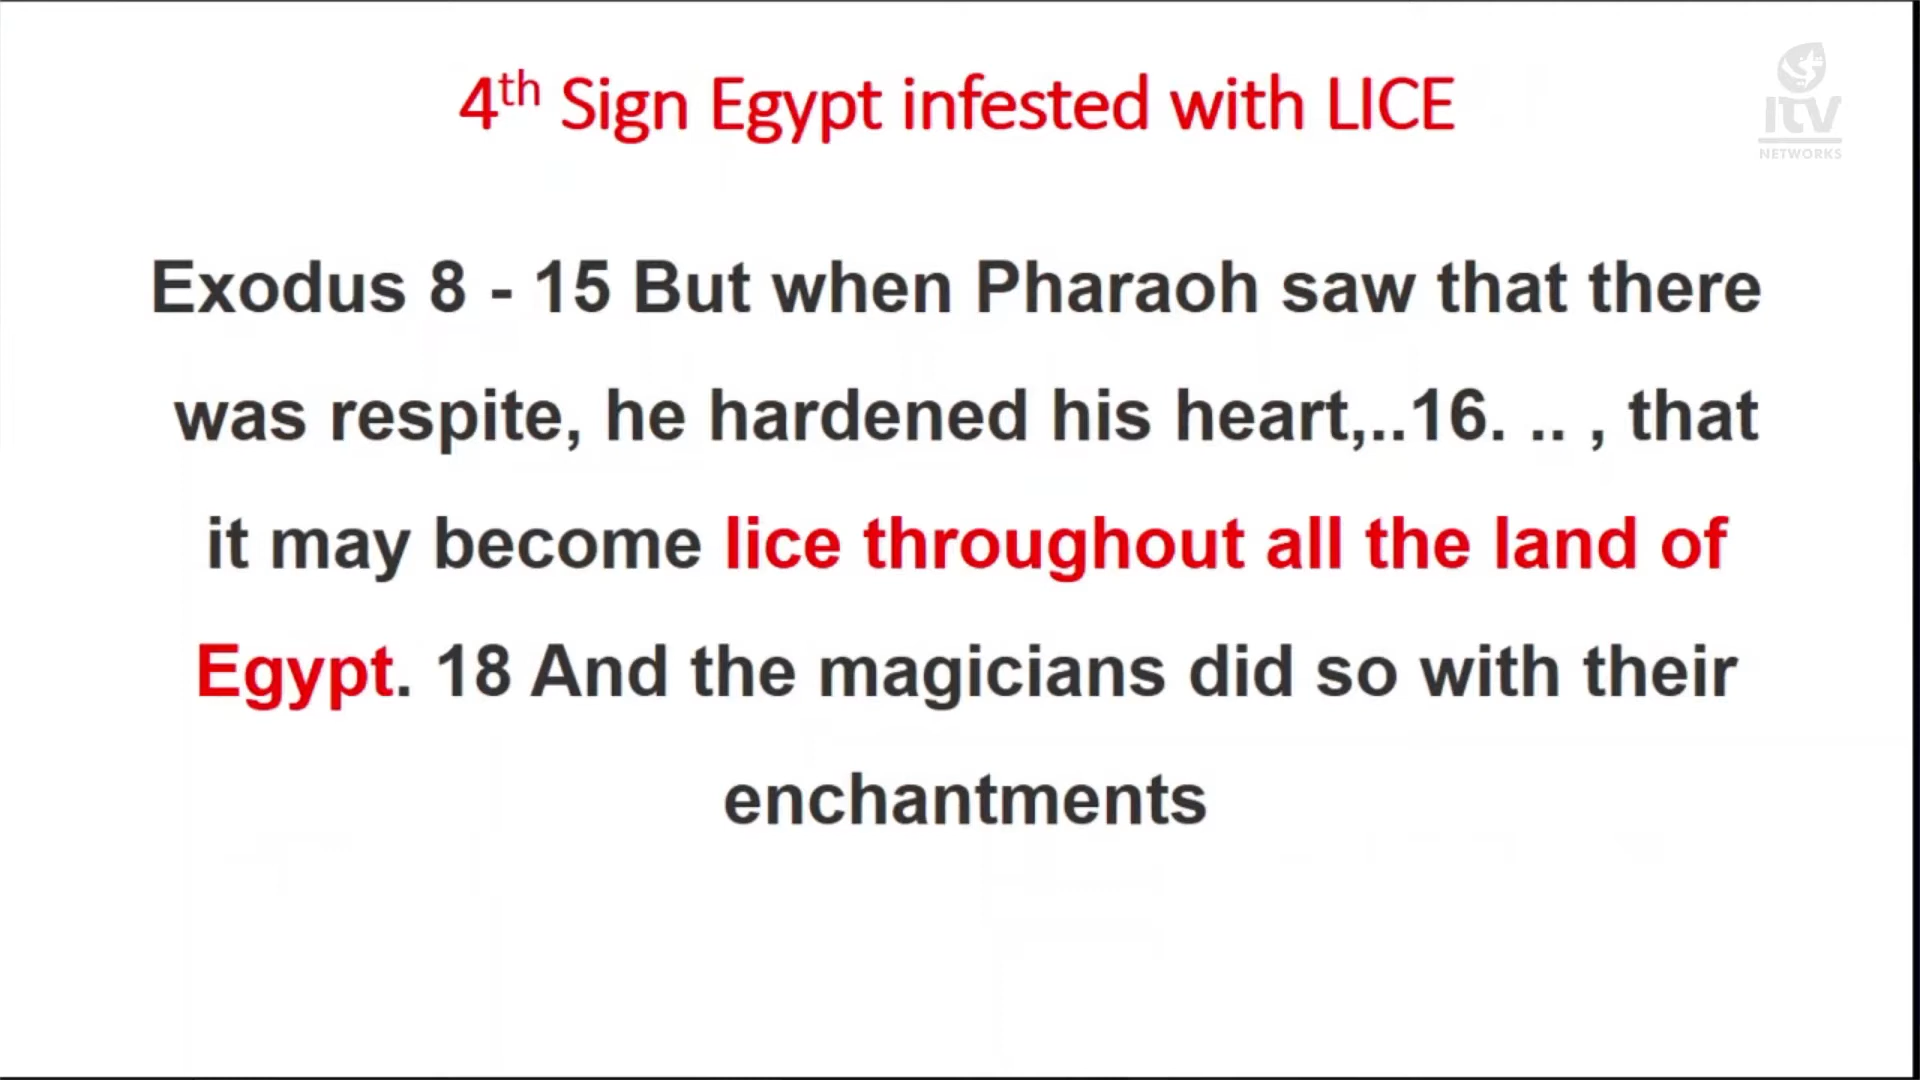 4th Sign Egypt infested with LICE
ITV
NETWORKS
Exodus 8 - 15 But when Pharaoh saw that there
was respite, he hardened his heart,..16. .. , that
it may become lice throughout all the land of
Egypt. 18 And the magicians did so with their
enchantments